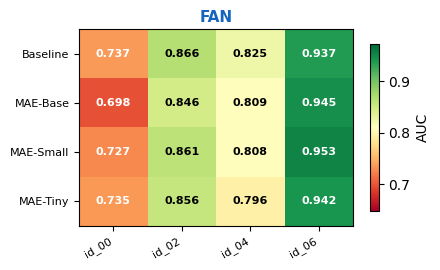 FAN
Baseline 0.737 0.866 0.825 0.937
MAE-Base 0.698 0.846 0.809 0.945
MAE-Small 0.727 0.861 0.808 0.953
MAE-Tiny 0.735 0.856 0.796 0.942
id_00 id_02 id_04 id_06
0.9
0.8
0.7
AUC